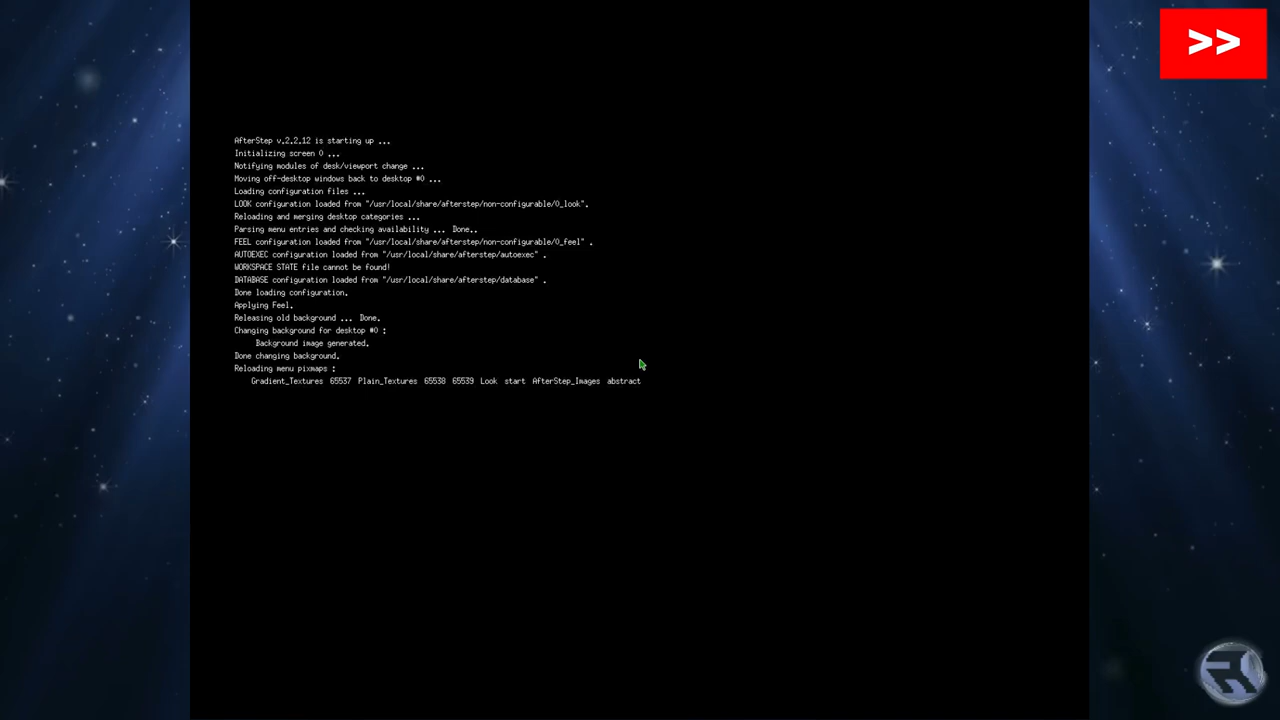 >>
AfterStep v.2.2.12 is starting up ...
Initializing screen 0 ...
Notifying modules of desk/viewport change ...
Moving off-desktop windows back to desktop #0 ...
Loading configuration files ...
LOOK configuration loaded from "/usr/local/share/afterstep/non-configurable/0_look".
Reloading and merging desktop categories ...
Parsing menu entries and checking availability ... Done..
FEEL configuration loaded from "/usr/local/share/afterstep/non-configurable/0_feel" .
AUTOEXEC configuration loaded from "/usr/local/share/afterstep/autoexec" .
WORKSPACE STATE file cannot be found!
DATABASE configuration loaded from "/usr/local/share/afterstep/database" .
Done loading configuration.
Applying Feel.
Releasing old background ... Done.
Changing background for desktop #0 :
Background image generated.
Done changing background.
Reloading menu pixmaps :
Gradient_Textures 65537 Plain_Textures 65538 65539 Look start AfterStep_Images abstract